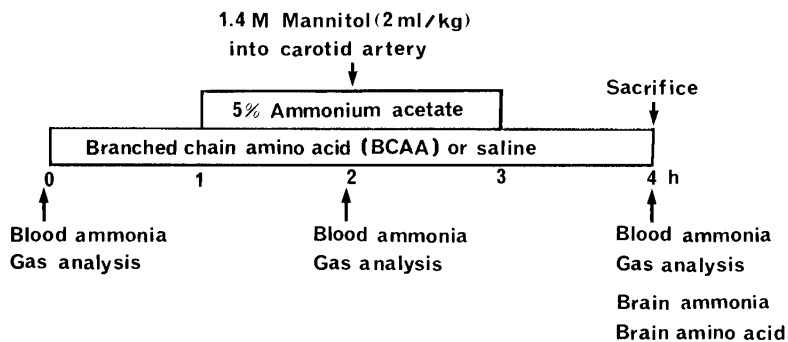 1.4 M Mannitol (2 ml/kg)
into carotid artery
Sacrifice
5% Ammonium acetate
Branched chain amino acid (BCAA) or saline
0 1 2 3 4 h
Blood ammonia Blood ammonia Blood ammonia
Gas analysis Gas analysis Gas analysis
Brain ammonia
Brain amino acid